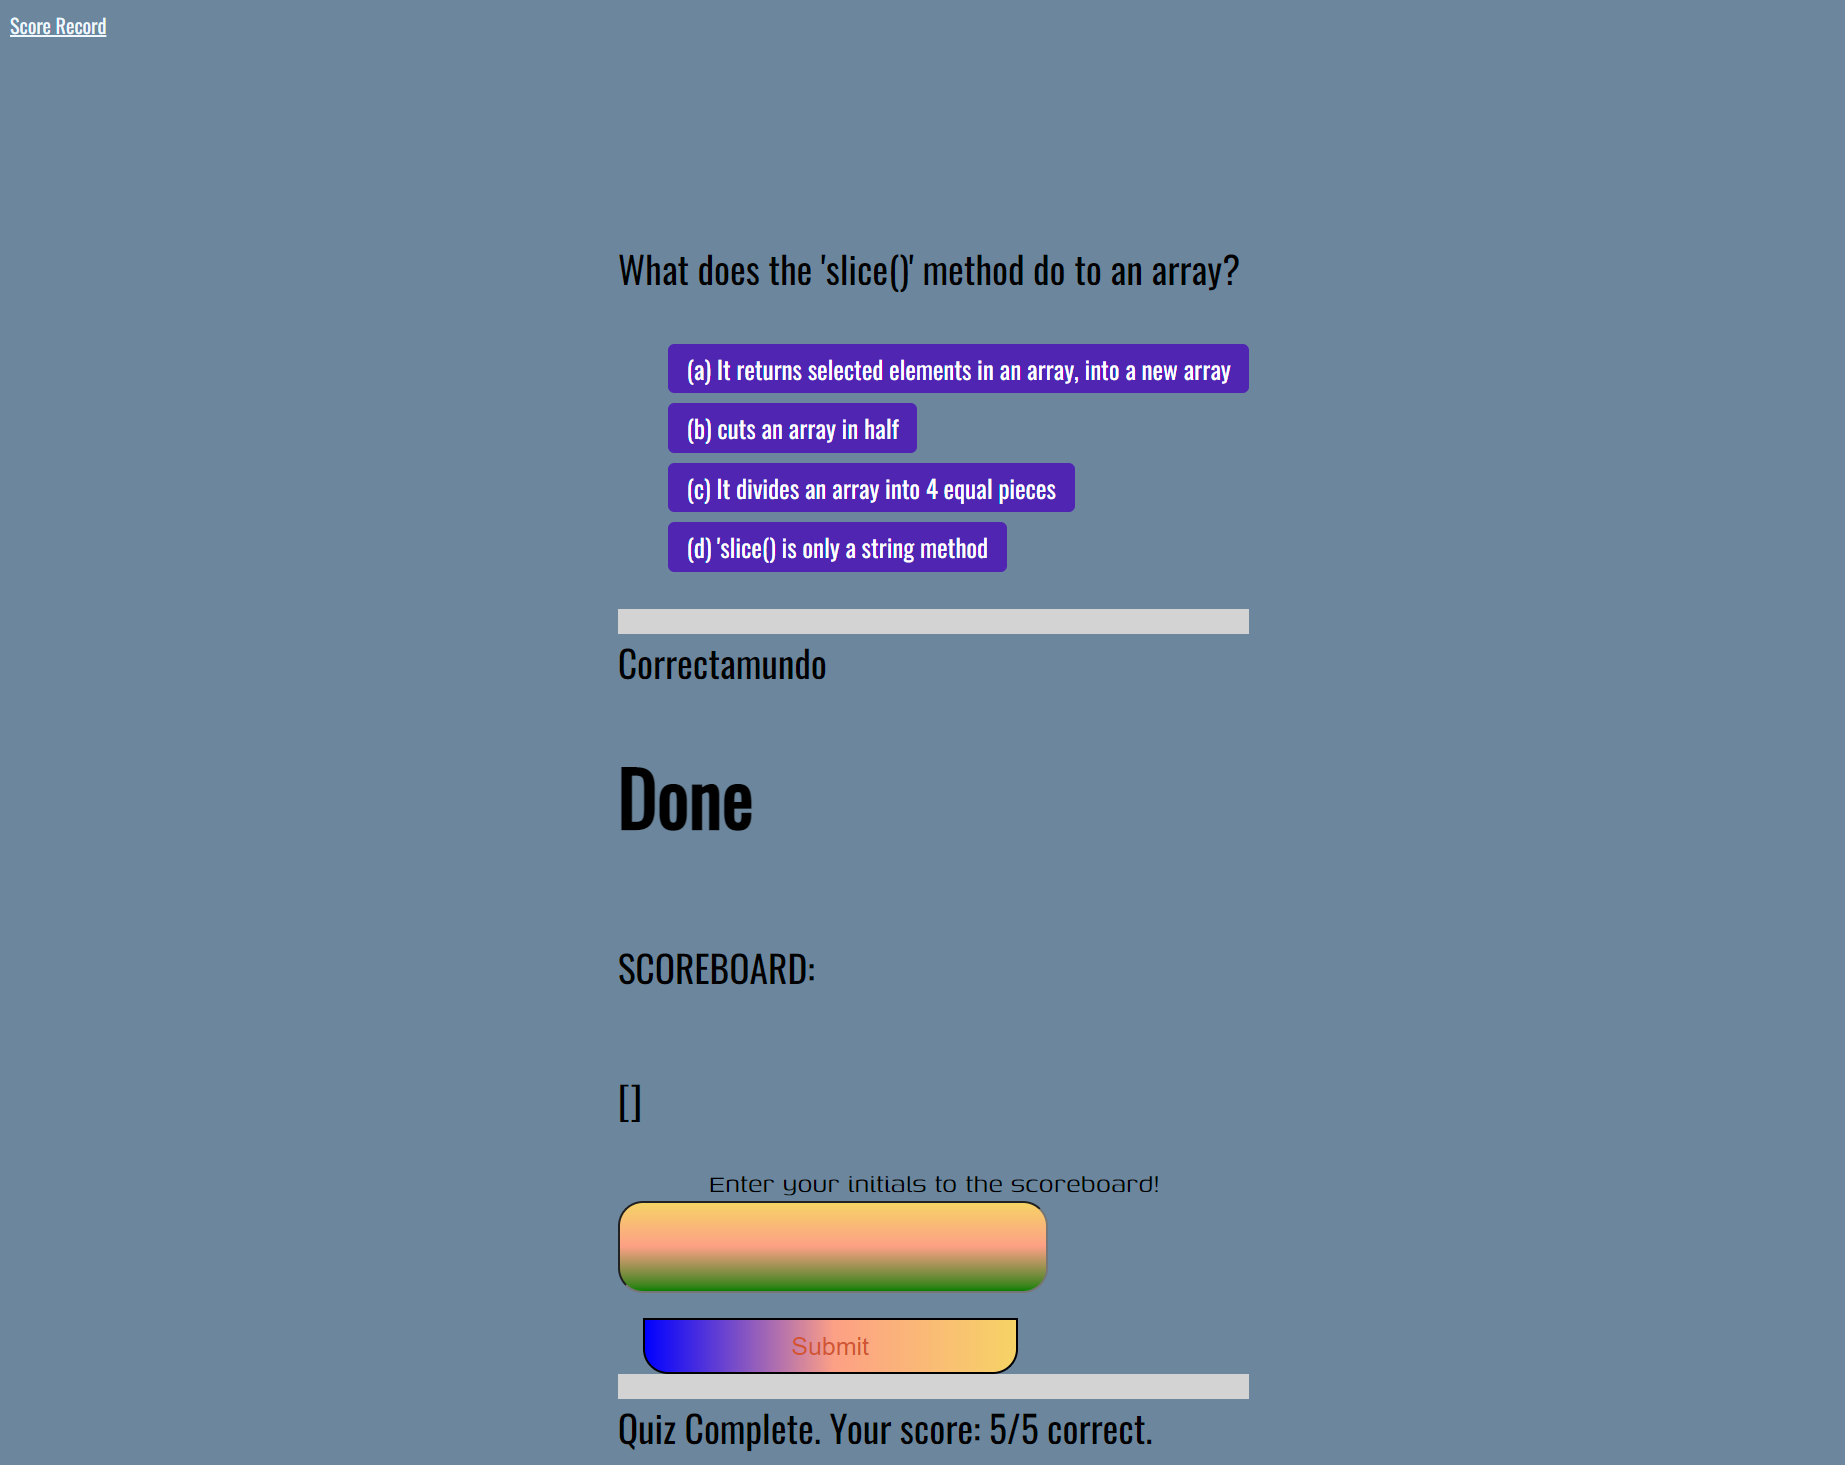 Score Record
What does the 'slice()' method do to an array?
(a) It returns selected elements in an array, into a new array
(b) cuts an array in half
(c) It divides an array into 4 equal pieces
(d) 'slice() is only a string method
Correctamundo
Done
SCOREBOARD:
[]
Enter your initials to the scoreboard!
Submit
Quiz Complete. Your score: 5/5 correct.